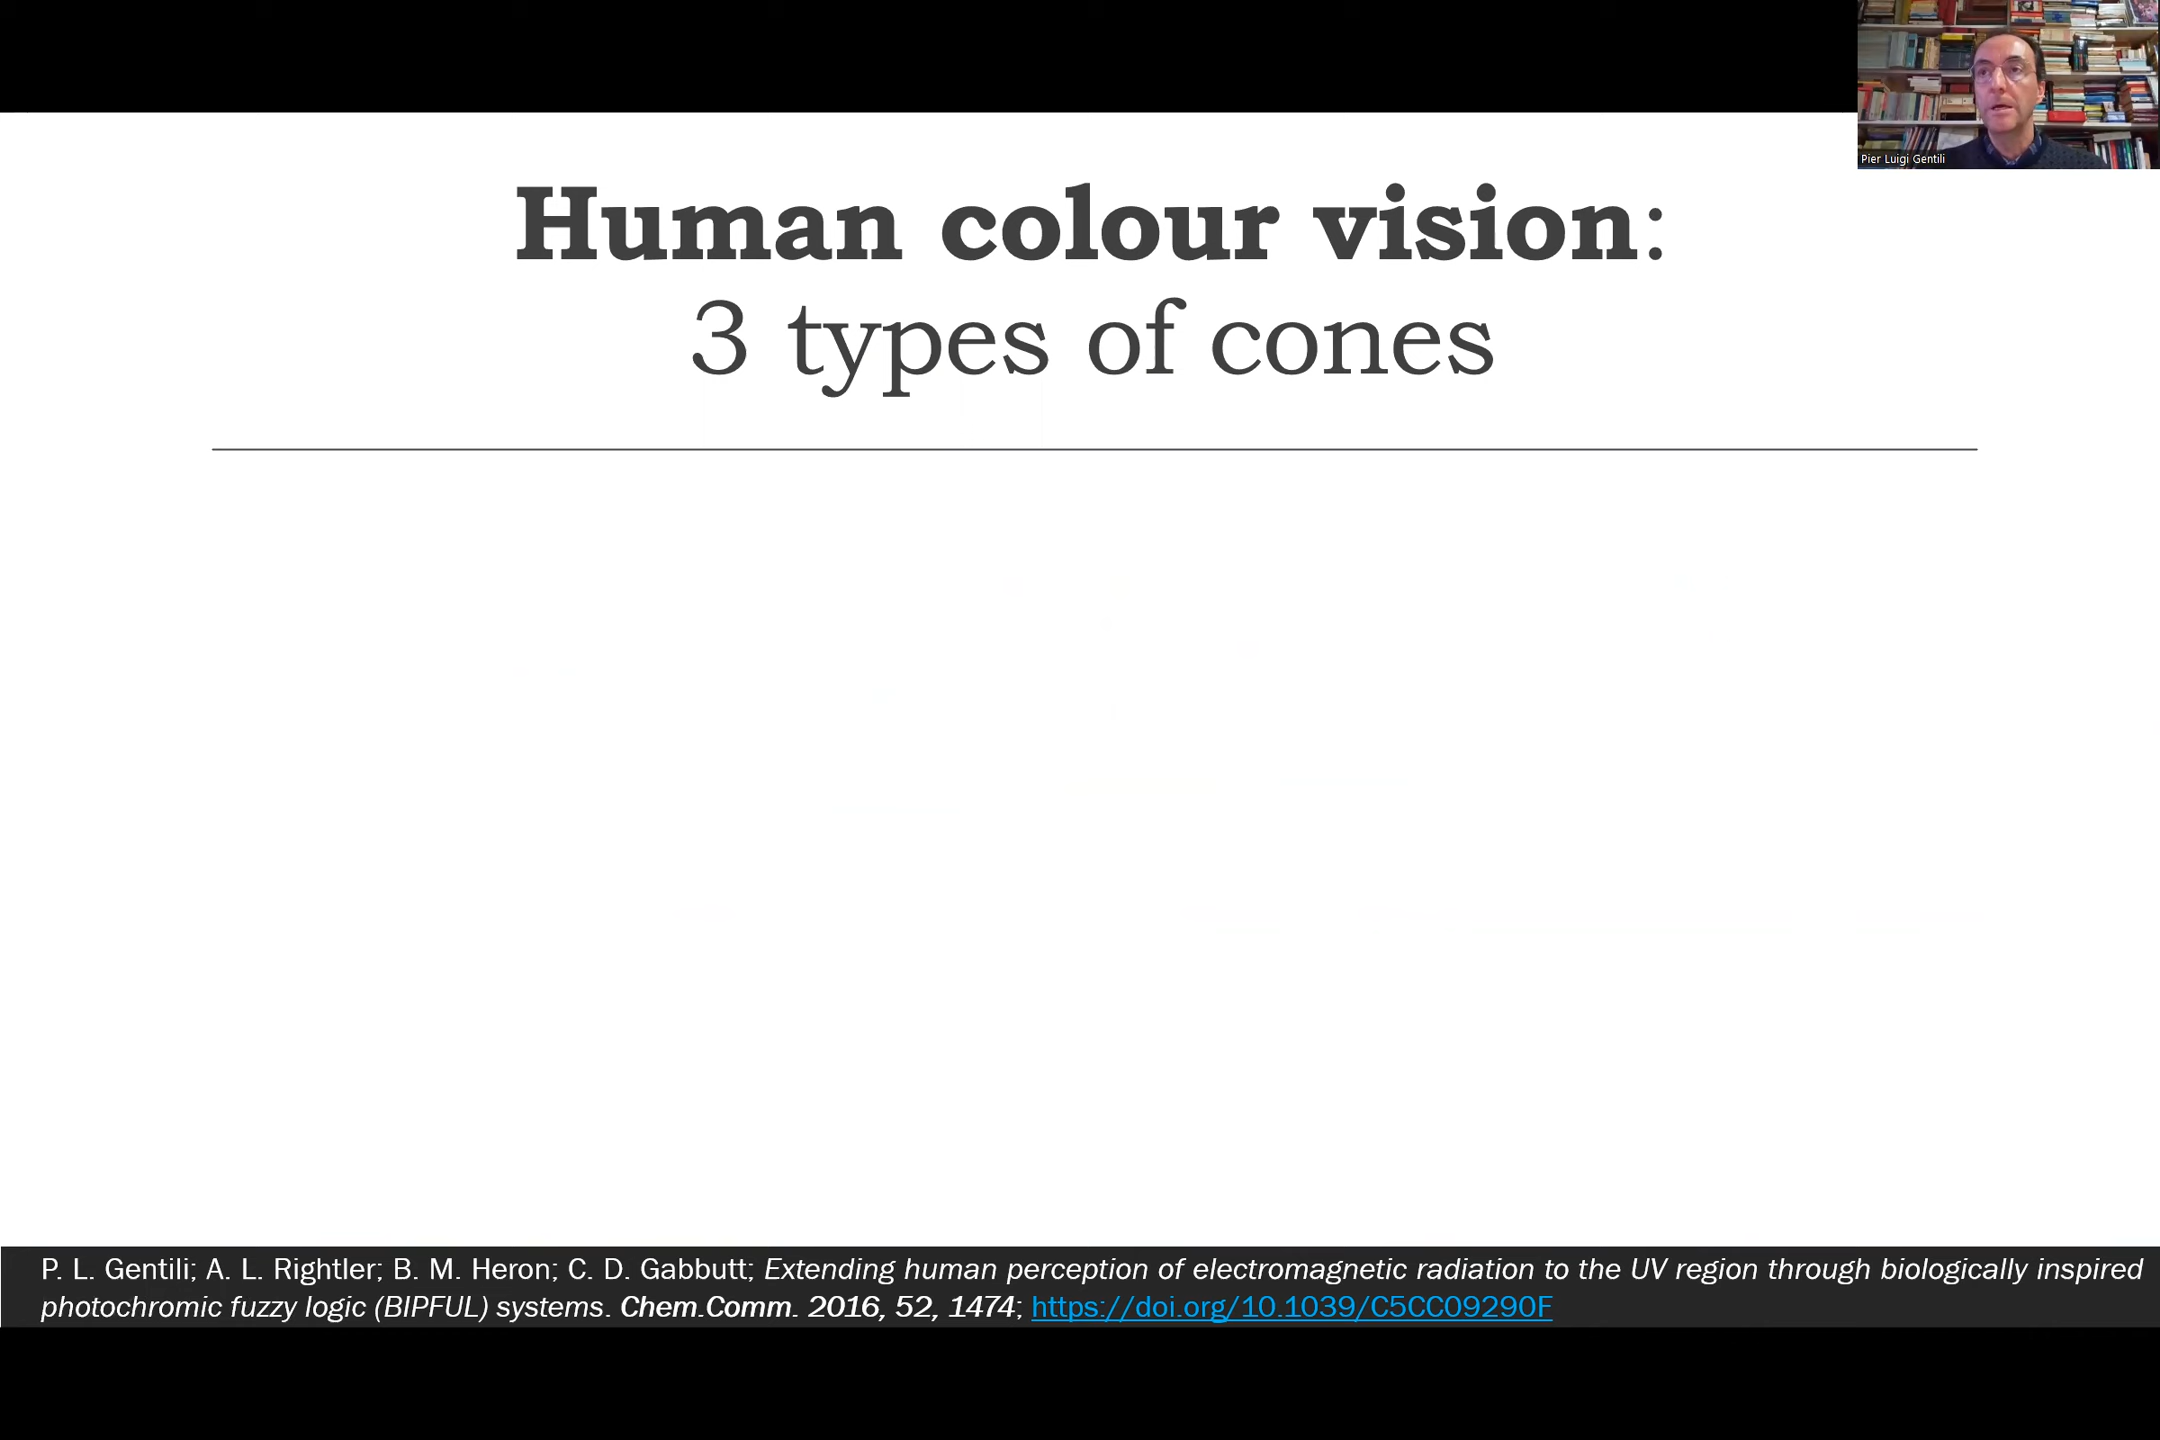 Pier Luigi Gentili
Human colour vision:
3 types of cones
P. L. Gentili; A. L. Rightler; B. M. Heron; C. D. Gabbutt; Extending human perception of electromagnetic radiation to the UV region through biologically inspired
photochromic fuzzy logic (BIPFUL) systems. Chem.Comm. 2016, 52, 1474; https://doi.org/10.1039/C5CC09290F